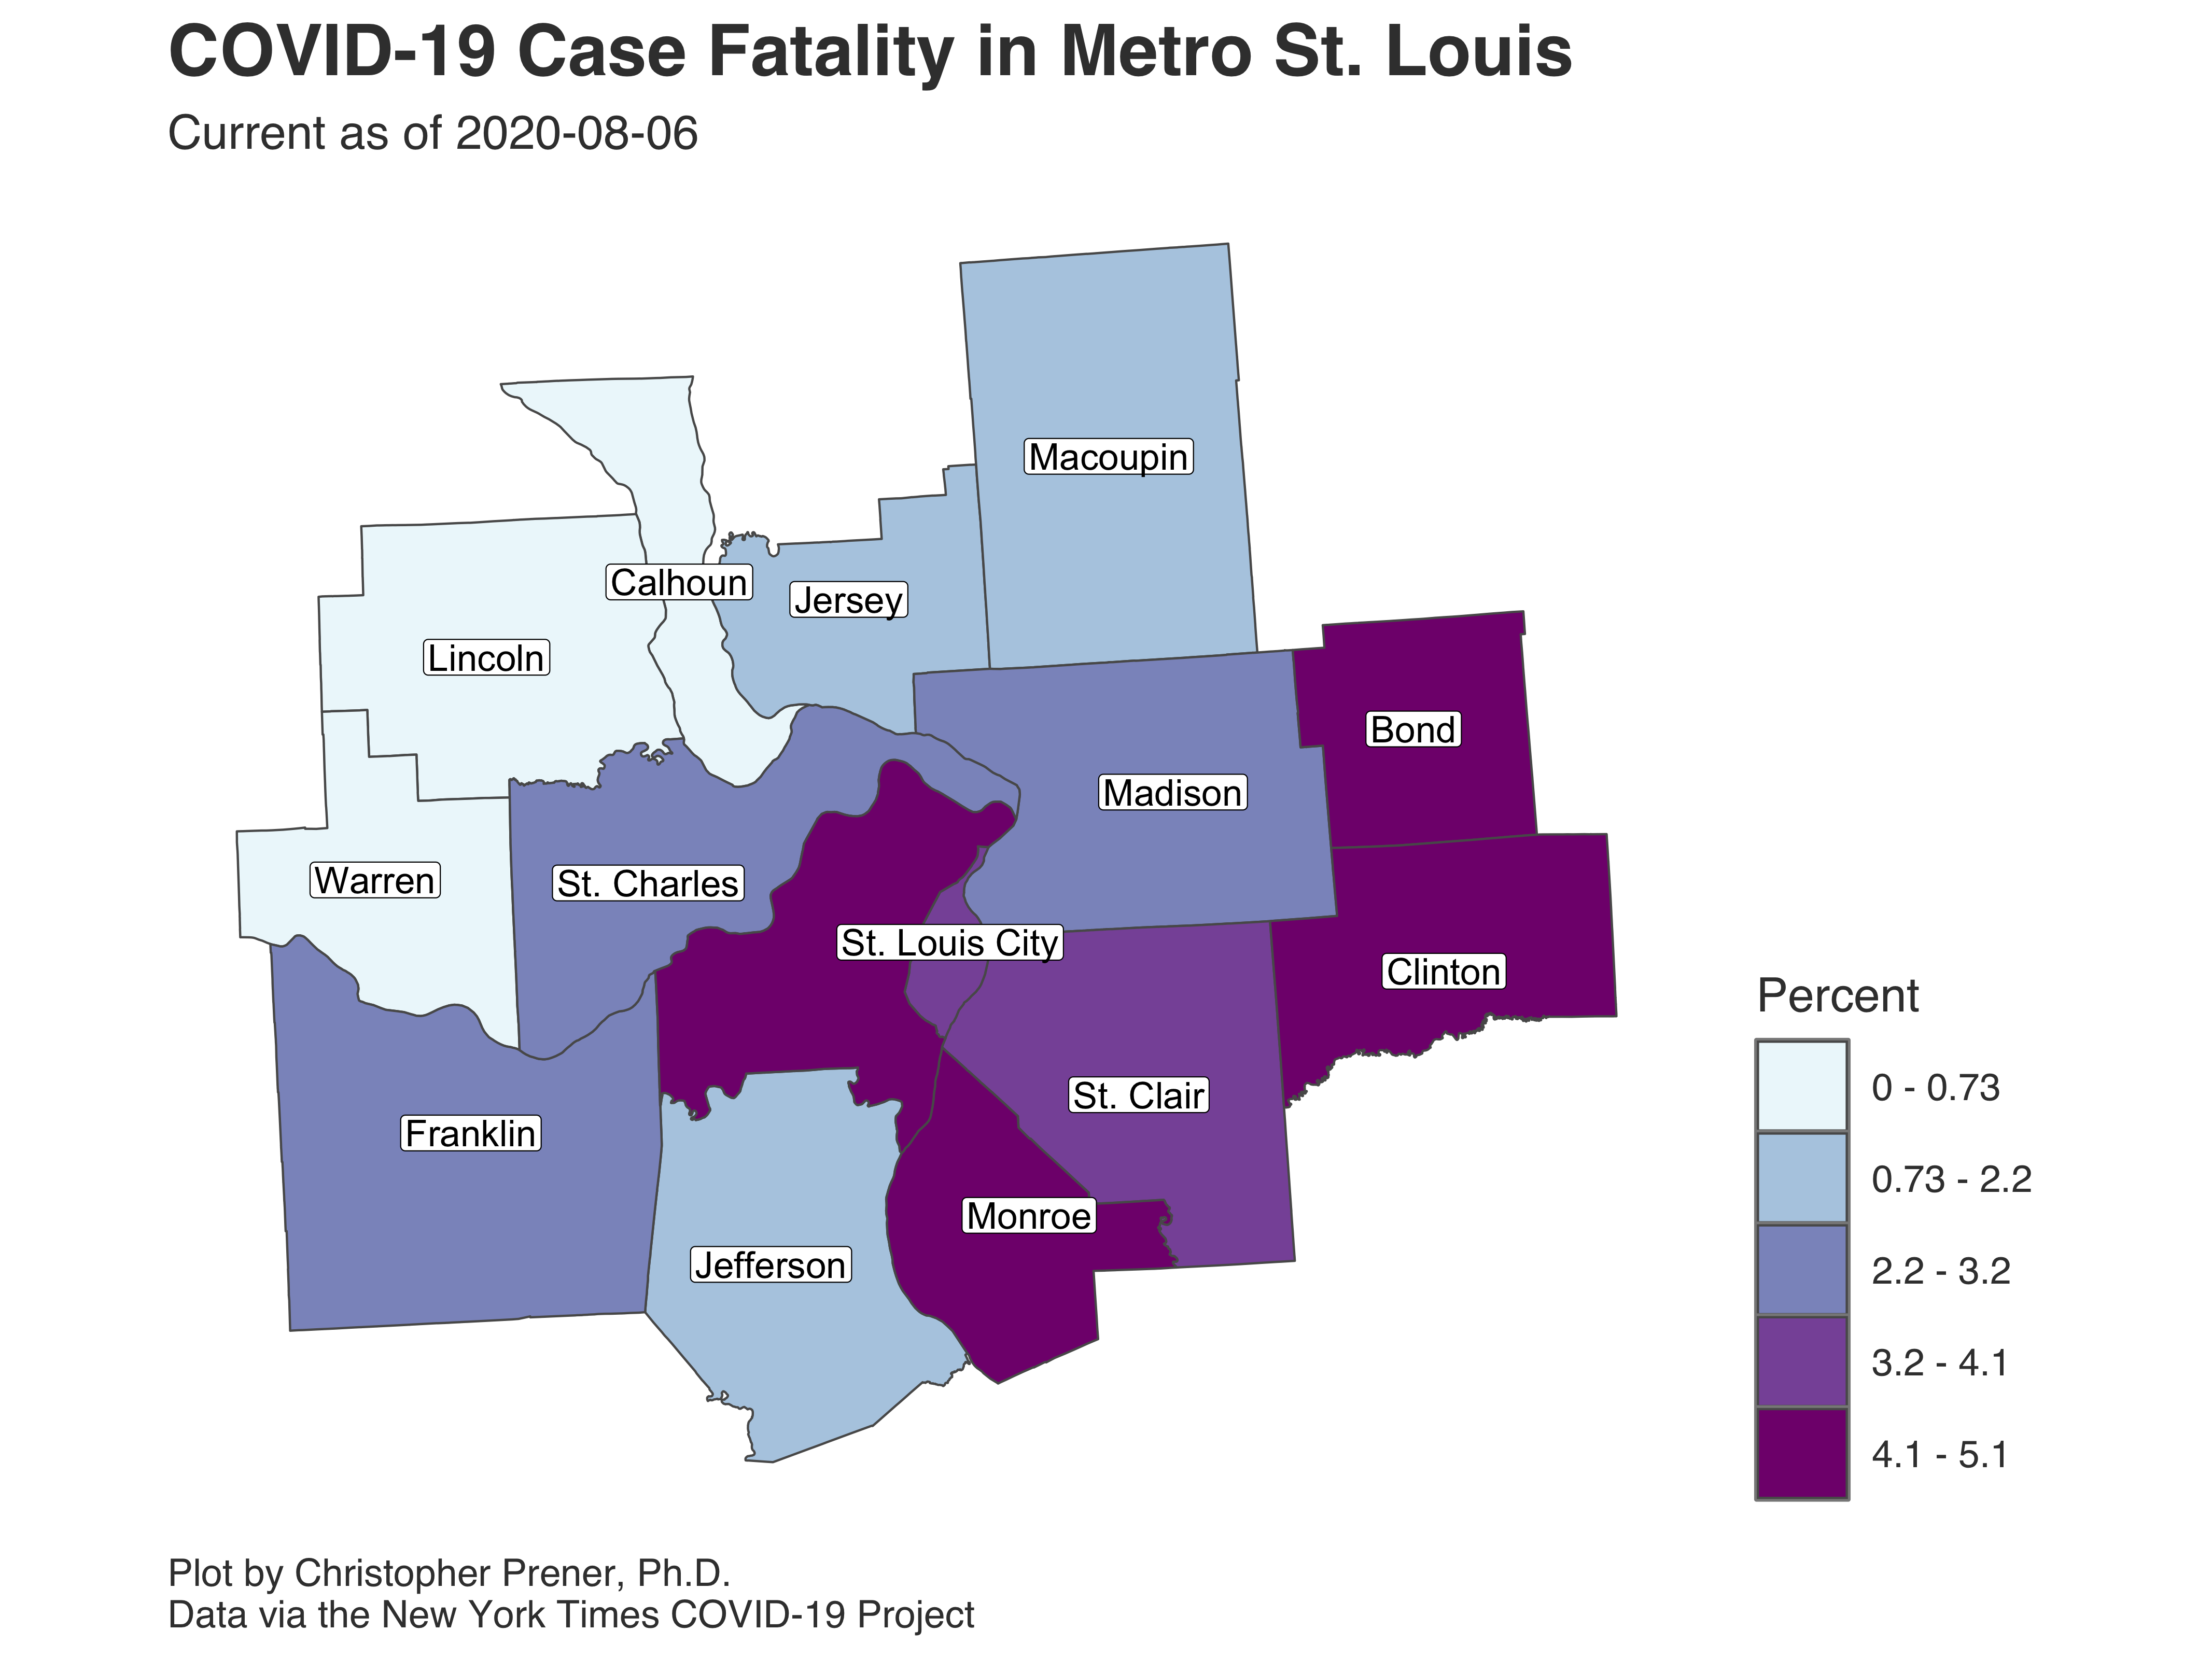 COVID-19 Case Fatality in Metro St. Louis
Current as of 2020-08-06
Macoupin
Calhoun
Jersey
Lincoln
Bond
Madison
Warren
St. Charles
St. Louis City
Clinton
St. Clair
Franklin
Monroe
Jefferson
Percent
0 - 0.73
0.73 - 2.2
2.2 - 3.2
3.2 - 4.1
4.1 - 5.1
Plot by Christopher Prener, Ph.D.
Data via the New York Times COVID-19 Project